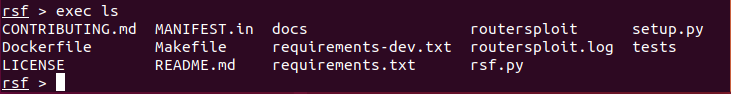 rsf > exec ls
CONTRIBUTING.md MANIFEST.in docs routersploit setup.py
Dockerfile Makefile requirements-dev.txt routersploit.log tests
LICENSE README.md requirements.txt rsf.py
rsf >